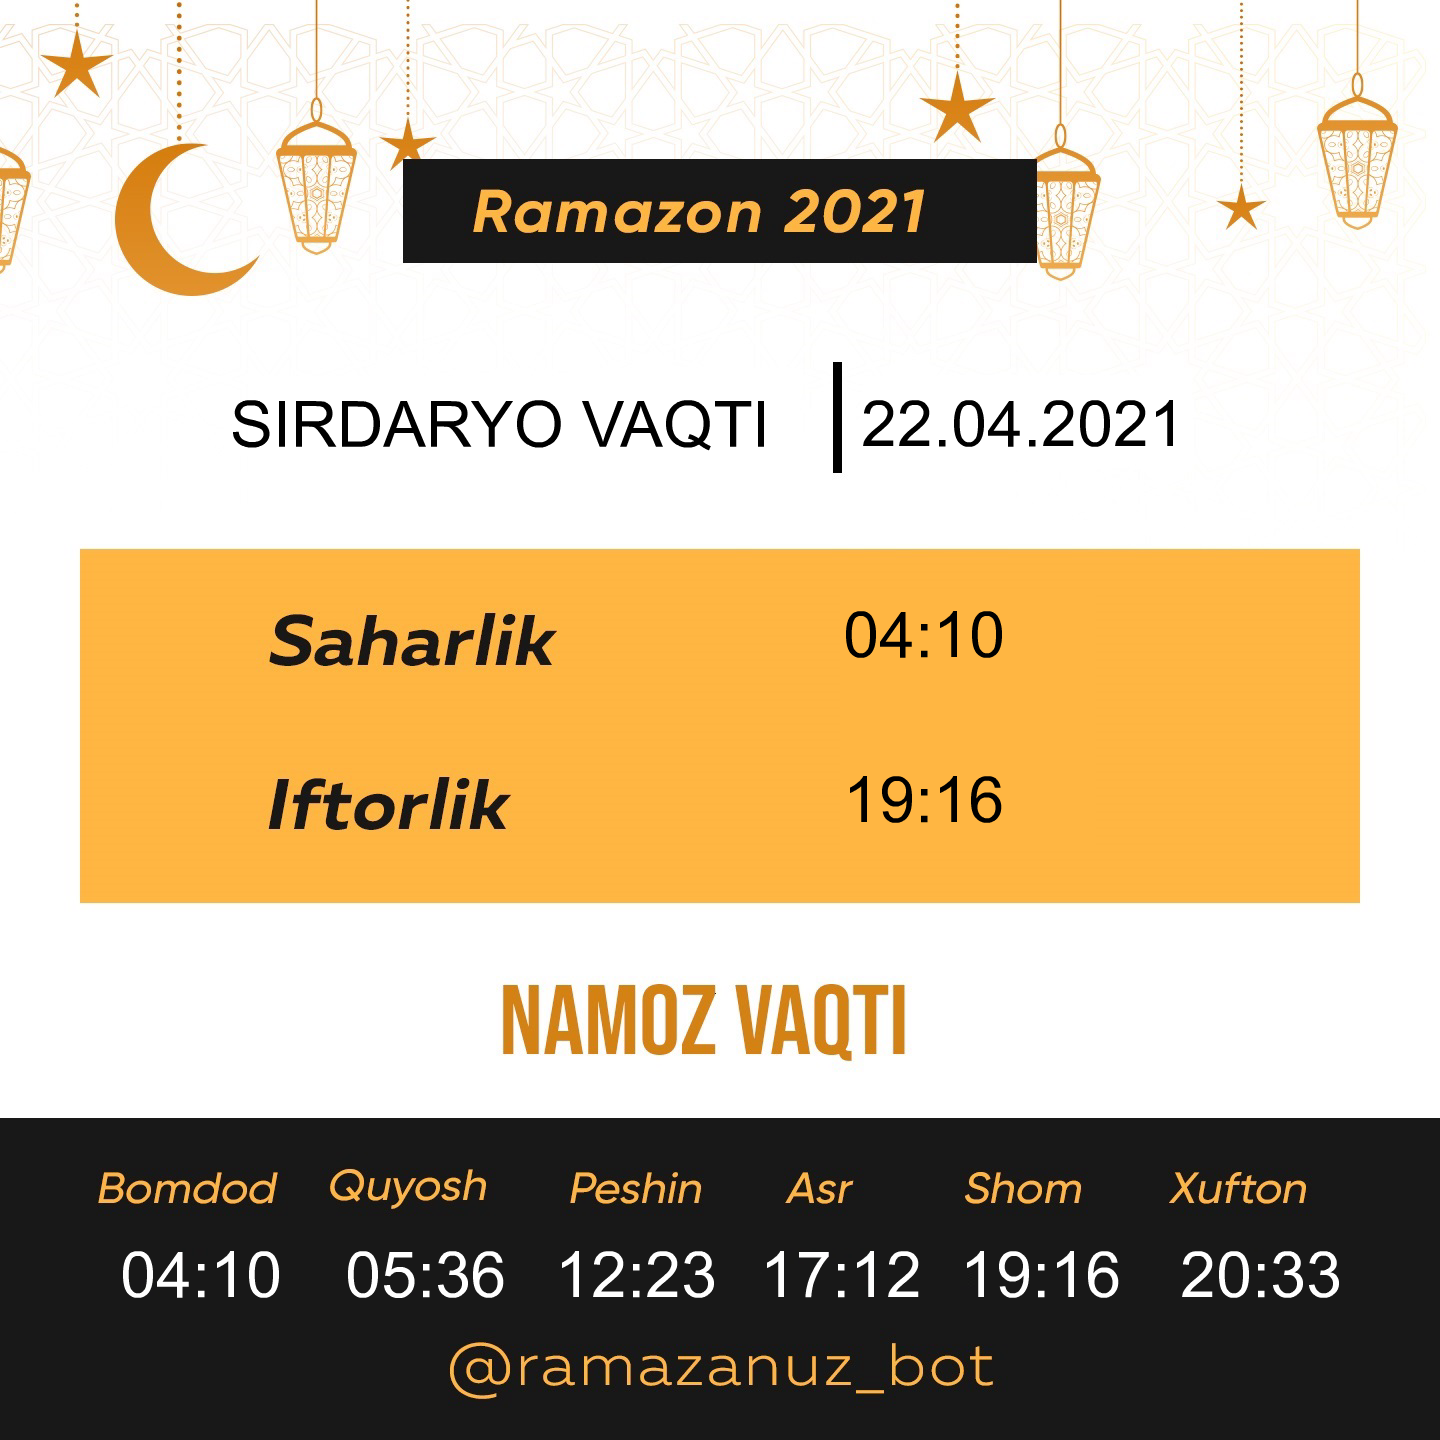 Ramazon 2021
SIRDARYO VAQTI | 22.04.2021
Saharlik 04:10
Iftorlik 19:16
NAMOZ VAQTI
Bomdod Quyosh Peshin Asr Shom Xufton
04:10 05:36 12:23 17:12 19:16 20:33
@ramazanuz_bot